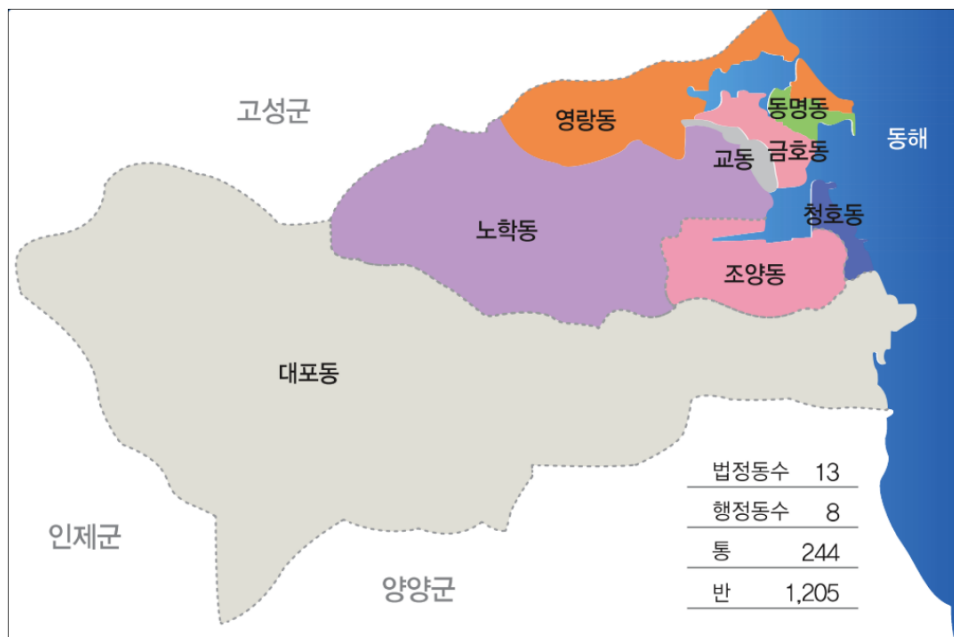 고성군
영랑동
동명동
동해
교동
금호동
노학동
청호동
조양동
대포동
인제군
양양군
법정동수 13
행정동수 8
통 244
반 1,205